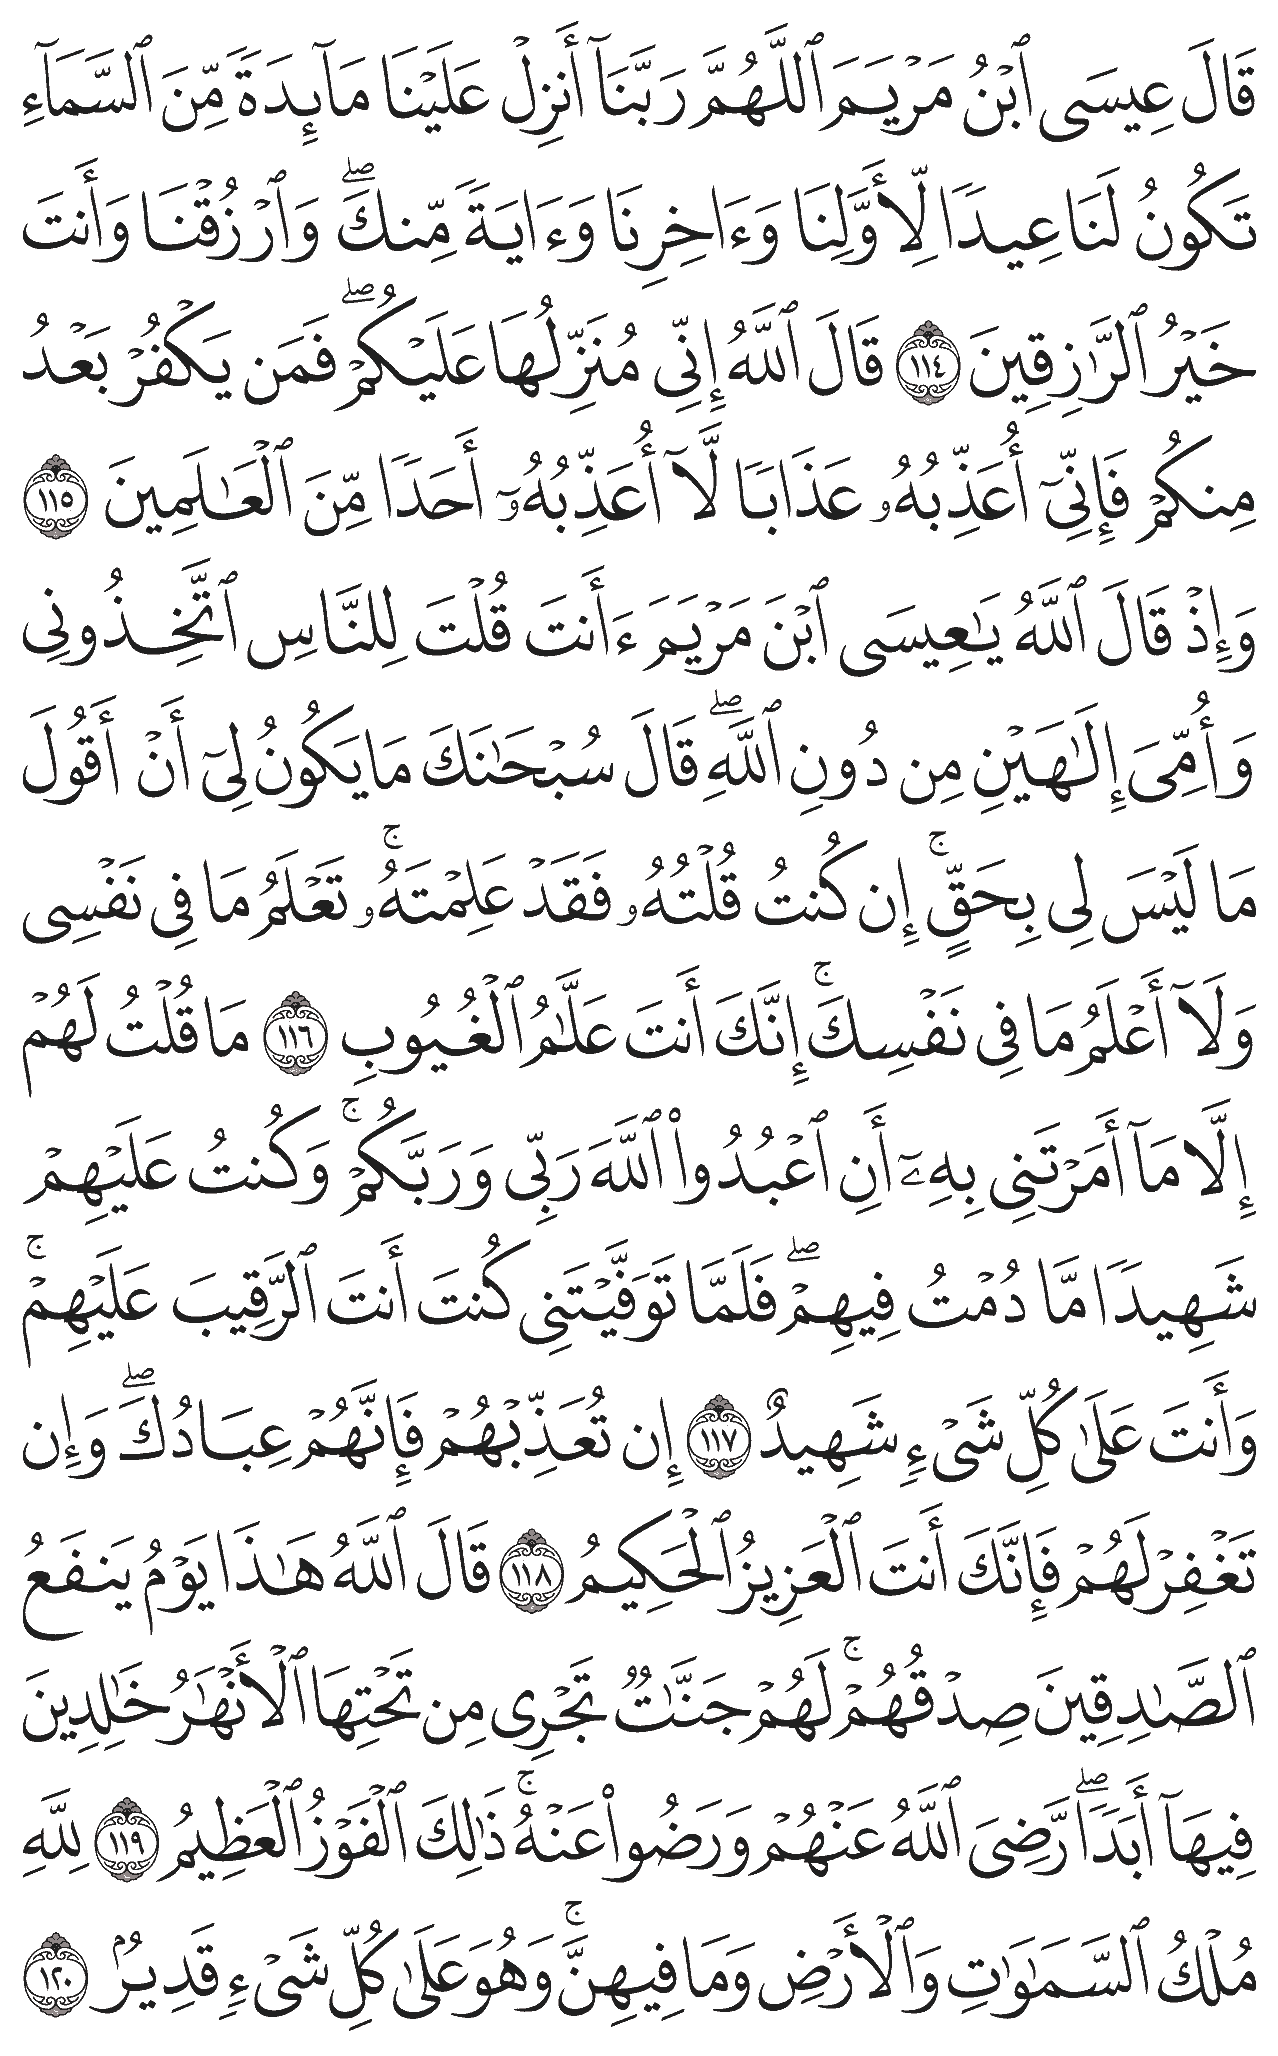 قَالَ عِيسَى ٱبْنُ مَرْيَمَ ٱللَّهُمَّ رَبَّنَآ أَنزِلْ عَلَيْنَا مَآئِدَةً مِّنَ ٱلسَّمَآءِ
تَكُونُ لَنَا عِيدًا لِّأَوَّلِنَا وَءَاخِرِنَا وَءَايَةً مِّنكَ ۖ وَٱرْزُقْنَا وَأَنتَ
خَيْرُ ٱلرَّٰزِقِينَ ١١٤ قَالَ ٱللَّهُ إِنِّى مُنَزِّلُهَا عَلَيْكُمْ ۖ فَمَن يَكْفُرْ بَعْدُ
مِنكُمْ فَإِنِّىٓ أُعَذِّبُهُۥ عَذَابًا لَّآ أُعَذِّبُهُۥٓ أَحَدًا مِّنَ ٱلْعَٰلَمِينَ ١١٥
وَإِذْ قَالَ ٱللَّهُ يَٰعِيسَى ٱبْنَ مَرْيَمَ ءَأَنتَ قُلْتَ لِلنَّاسِ ٱتَّخِذُونِى
وَأُمِّىَ إِلَٰهَيْنِ مِن دُونِ ٱللَّهِ ۖ قَالَ سُبْحَٰنَكَ مَا يَكُونُ لِىٓ أَنْ أَقُولَ
مَا لَيْسَ لِى بِحَقٍّ ۚ إِن كُنتُ قُلْتُهُۥ فَقَدْ عَلِمْتَهُۥ ۚ تَعْلَمُ مَا فِى نَفْسِى
وَلَآ أَعْلَمُ مَا فِى نَفْسِكَ ۚ إِنَّكَ أَنتَ عَلَّٰمُ ٱلْغُيُوبِ ١١٦ مَا قُلْتُ لَهُمْ
إِلَّا مَآ أَمَرْتَنِى بِهِۦٓ أَنِ ٱعْبُدُوا۟ ٱللَّهَ رَبِّى وَرَبَّكُمْ ۚ وَكُنتُ عَلَيْهِمْ
شَهِيدًا مَّا دُمْتُ فِيهِمْ ۖ فَلَمَّا تَوَفَّيْتَنِى كُنتَ أَنتَ ٱلرَّقِيبَ عَلَيْهِمْ ۚ
وَأَنتَ عَلَىٰ كُلِّ شَىْءٍ شَهِيدٌ ١١٧ إِن تُعَذِّبْهُمْ فَإِنَّهُمْ عِبَادُكَ ۖ وَإِن
تَغْفِرْ لَهُمْ فَإِنَّكَ أَنتَ ٱلْعَزِيزُ ٱلْحَكِيمُ ١١٨ قَالَ ٱللَّهُ هَٰذَا يَوْمُ يَنفَعُ
ٱلصَّٰدِقِينَ صِدْقُهُمْ ۚ لَهُمْ جَنَّٰتٌ تَجْرِى مِن تَحْتِهَا ٱلْأَنْهَٰرُ خَٰلِدِينَ
فِيهَآ أَبَدًا ۖ رَّضِىَ ٱللَّهُ عَنْهُمْ وَرَضُوا۟ عَنْهُ ۚ ذَٰلِكَ ٱلْفَوْزُ ٱلْعَظِيمُ ١١٩ لِلَّهِ
مُلْكُ ٱلسَّمَٰوَٰتِ وَٱلْأَرْضِ وَمَا فِيهِنَّ ۚ وَهُوَ عَلَىٰ كُلِّ شَىْءٍ قَدِيرٌۢ ١٢٠